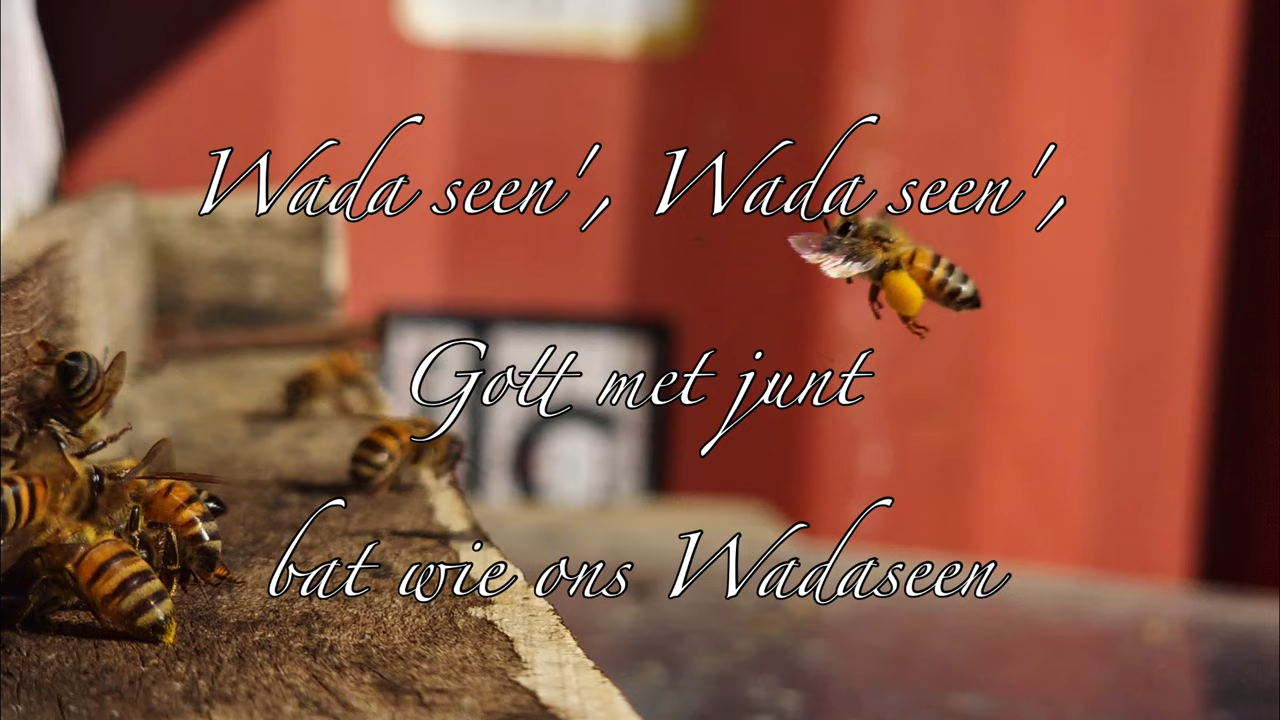 Wada seen', Wada seen',
Gott met junt
bat wie ons Wadaseen